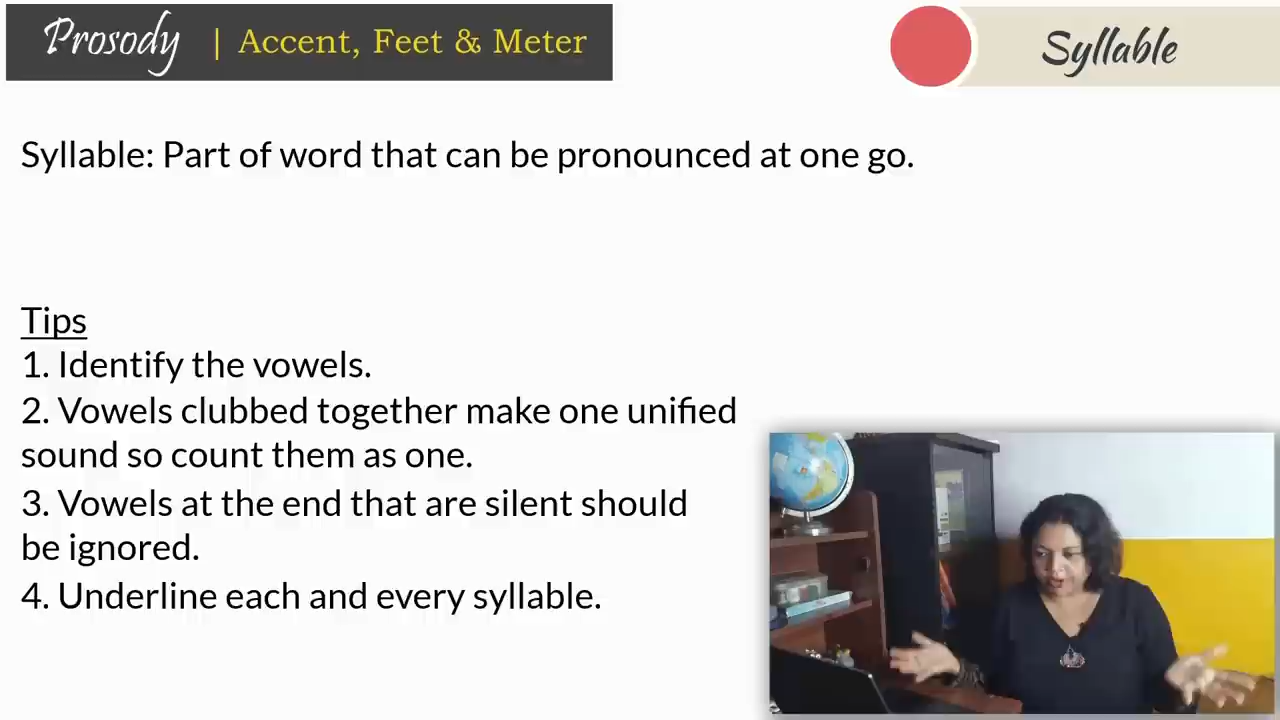 Prosody | Accent, Feet & Meter
Syllable
Syllable: Part of word that can be pronounced at one go.
Tips
1. Identify the vowels.
2. Vowels clubbed together make one unified
sound so count them as one.
3. Vowels at the end that are silent should
be ignored.
4. Underline each and every syllable.